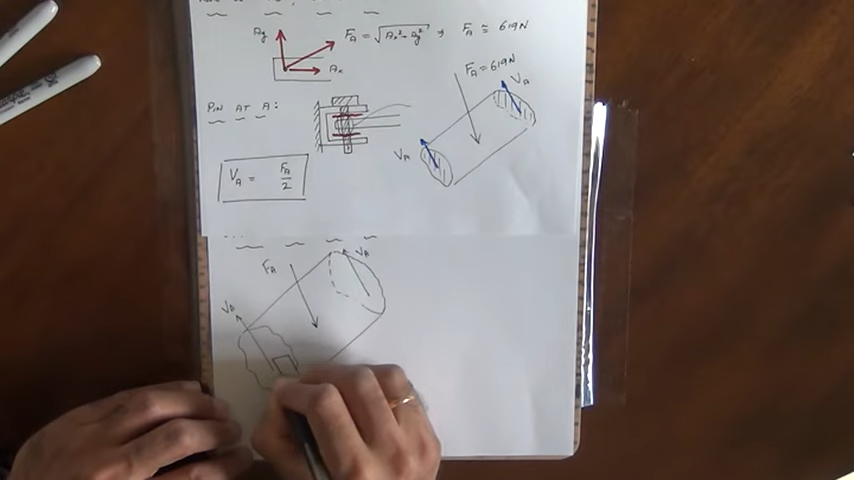 Ay
FA = √Ax² + Ay² ⇒ FA ≅ 619N
Ax
FA = 619N
VA
PIN AT A:
VA
VA = FA/2
VA
FA
VA